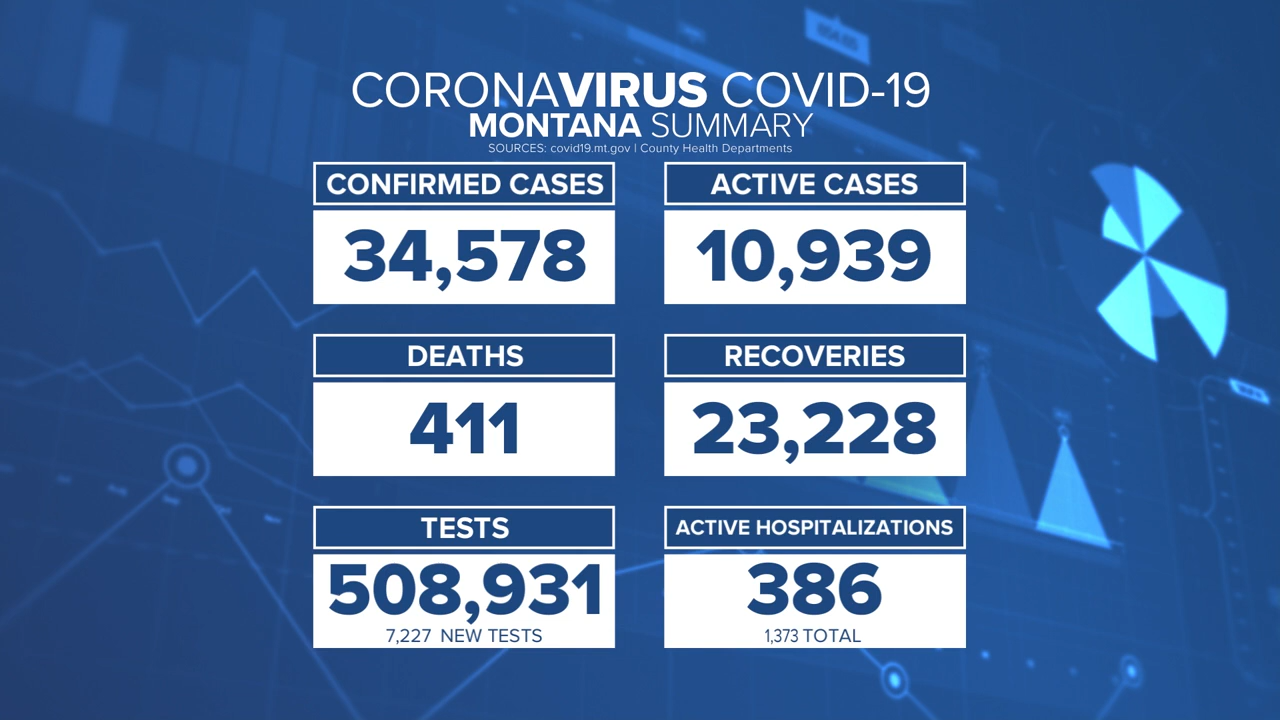 CORONAVIRUS COVID-19
MONTANA SUMMARY
SOURCES: covid19.mt.gov | County Health Departments
CONFIRMED CASES
34,578
ACTIVE CASES
10,939
DEATHS
411
RECOVERIES
23,228
TESTS
508,931
7,227 NEW TESTS
ACTIVE HOSPITALIZATIONS
386
1,373 TOTAL